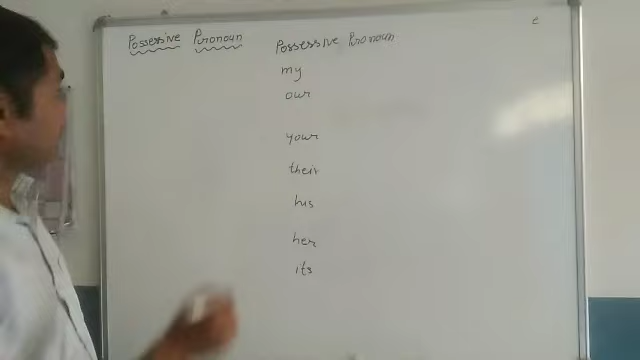 Possessive Pronoun
Possessive Pronoun
my
our
your
their
his
her
its